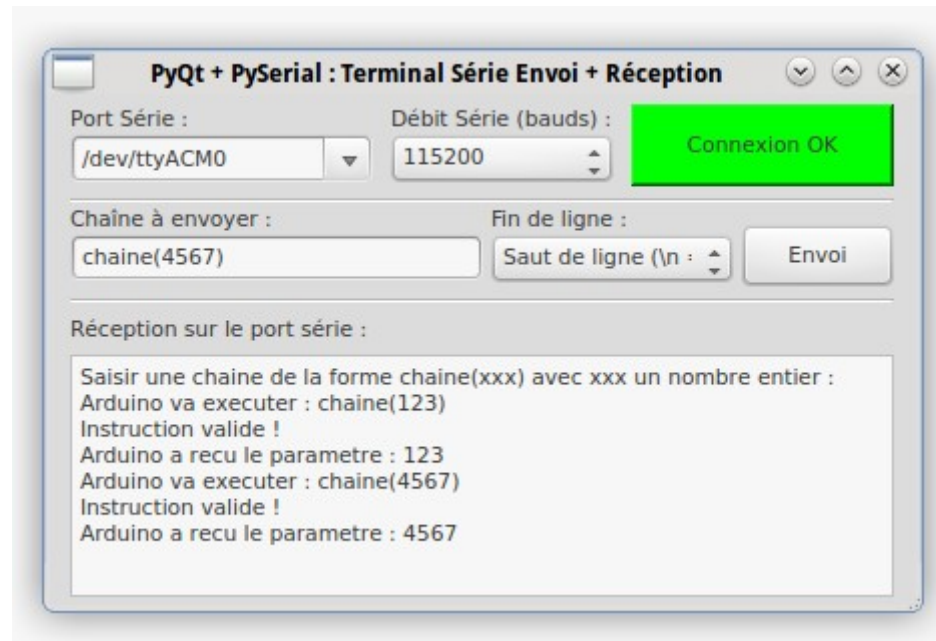 PyQt + PySerial : Terminal Série Envoi + Réception
Port Série :
Débit Série (bauds) :
/dev/ttyACM0
115200
Connexion OK
Chaîne à envoyer :
Fin de ligne :
chaine(4567)
Saut de ligne (\n :
Envoi
Réception sur le port série :
Saisir une chaine de la forme chaine(xxx) avec xxx un nombre entier :
Arduino va executer : chaine(123)
Instruction valide !
Arduino a recu le parametre : 123
Arduino va executer : chaine(4567)
Instruction valide !
Arduino a recu le parametre : 4567